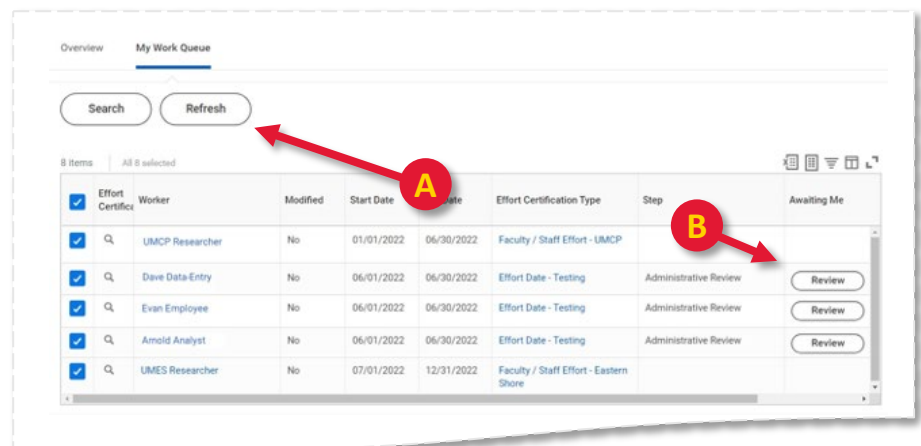 Overview My Work Queue
Search Refresh
8 items All 8 selected
Effort
Certifica Worker Modified Start Date Date Effort Certification Type Step Awaiting Me
UMCP Researcher No 01/01/2022 06/30/2022 Faculty / Staff Effort - UMCP
Dave Data-Entry No 06/01/2022 06/30/2022 Effort Date - Testing Administrative Review Review
Evan Employee No 06/01/2022 06/30/2022 Effort Date - Testing Administrative Review Review
Arnold Analyst No 06/01/2022 06/30/2022 Effort Date - Testing Administrative Review Review
UMES Researcher No 07/01/2022 12/31/2022 Faculty / Staff Effort - Eastern
Shore
A
B